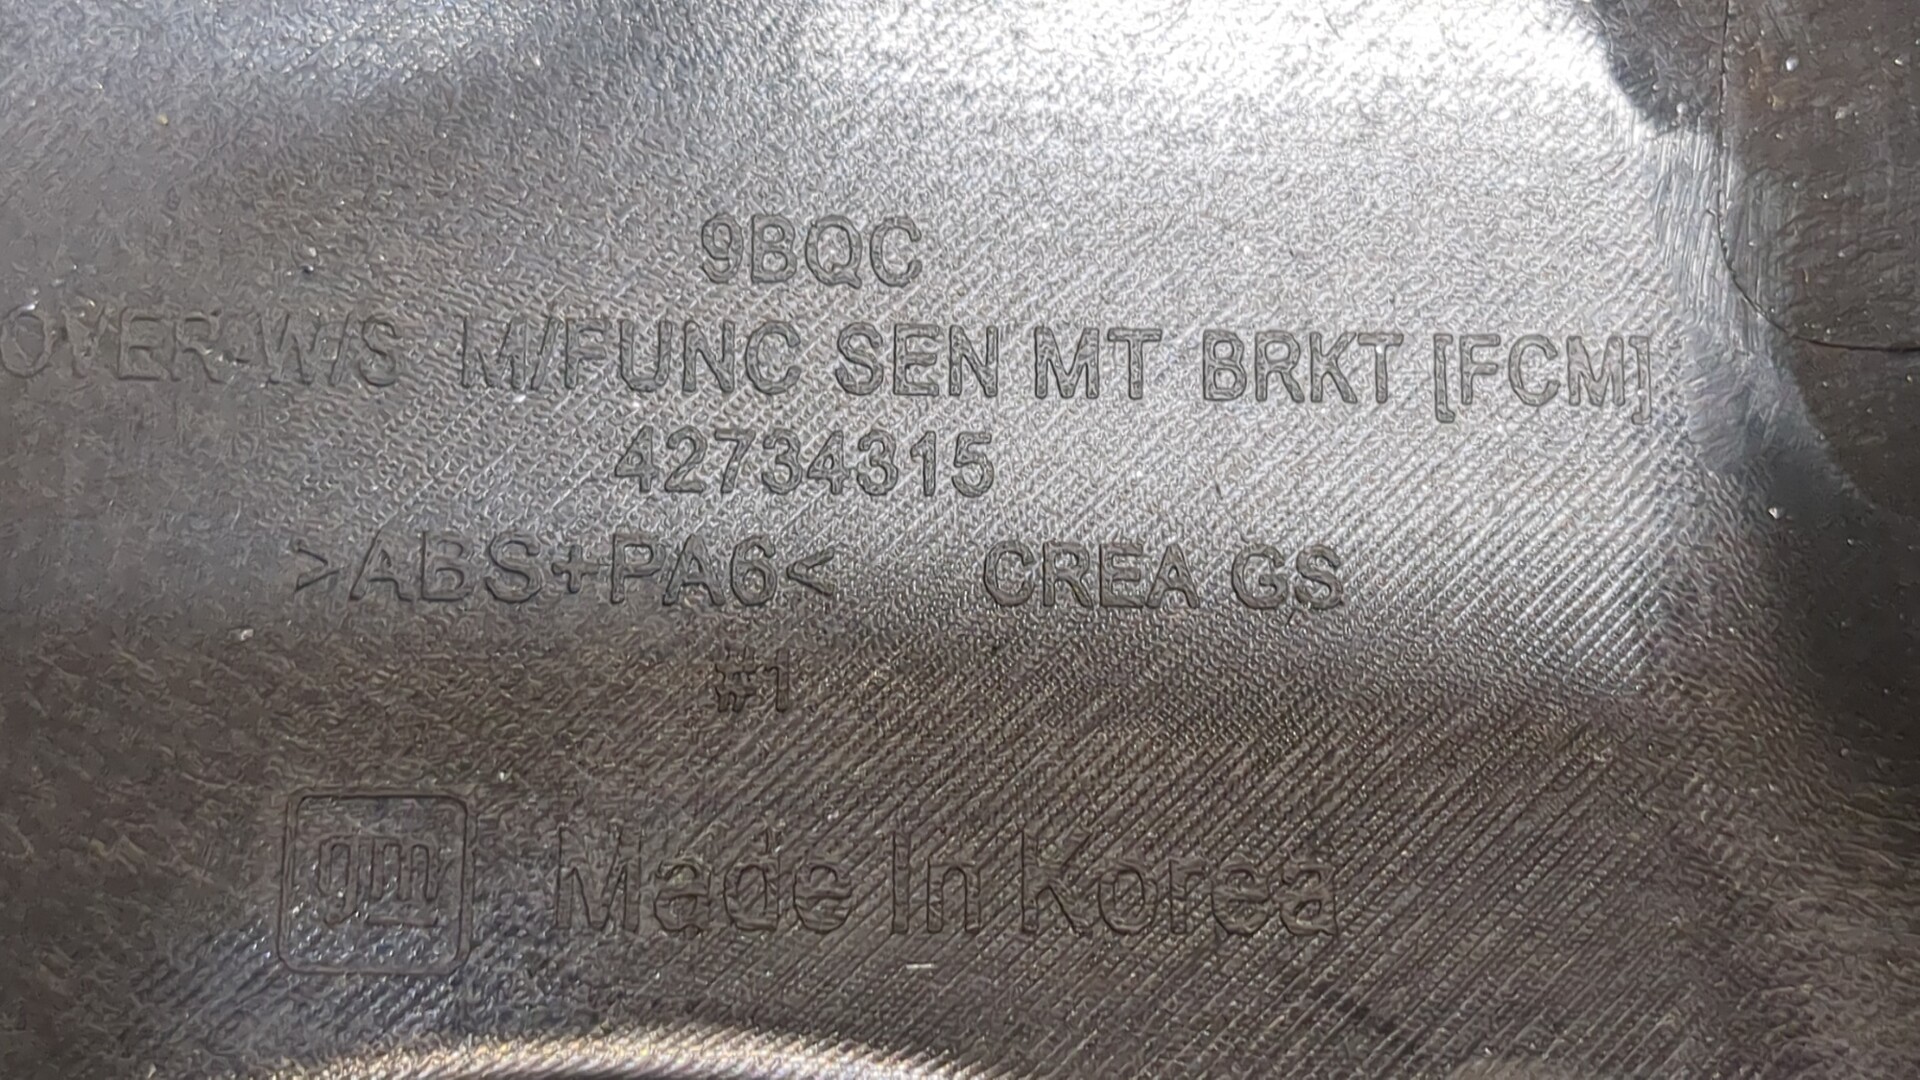 9BQC
OVER-W/S M/FUNC SEN MT BRKT [FCM]
42734315
>ABS+PA6< CREA GS
#1
gm Made In Korea